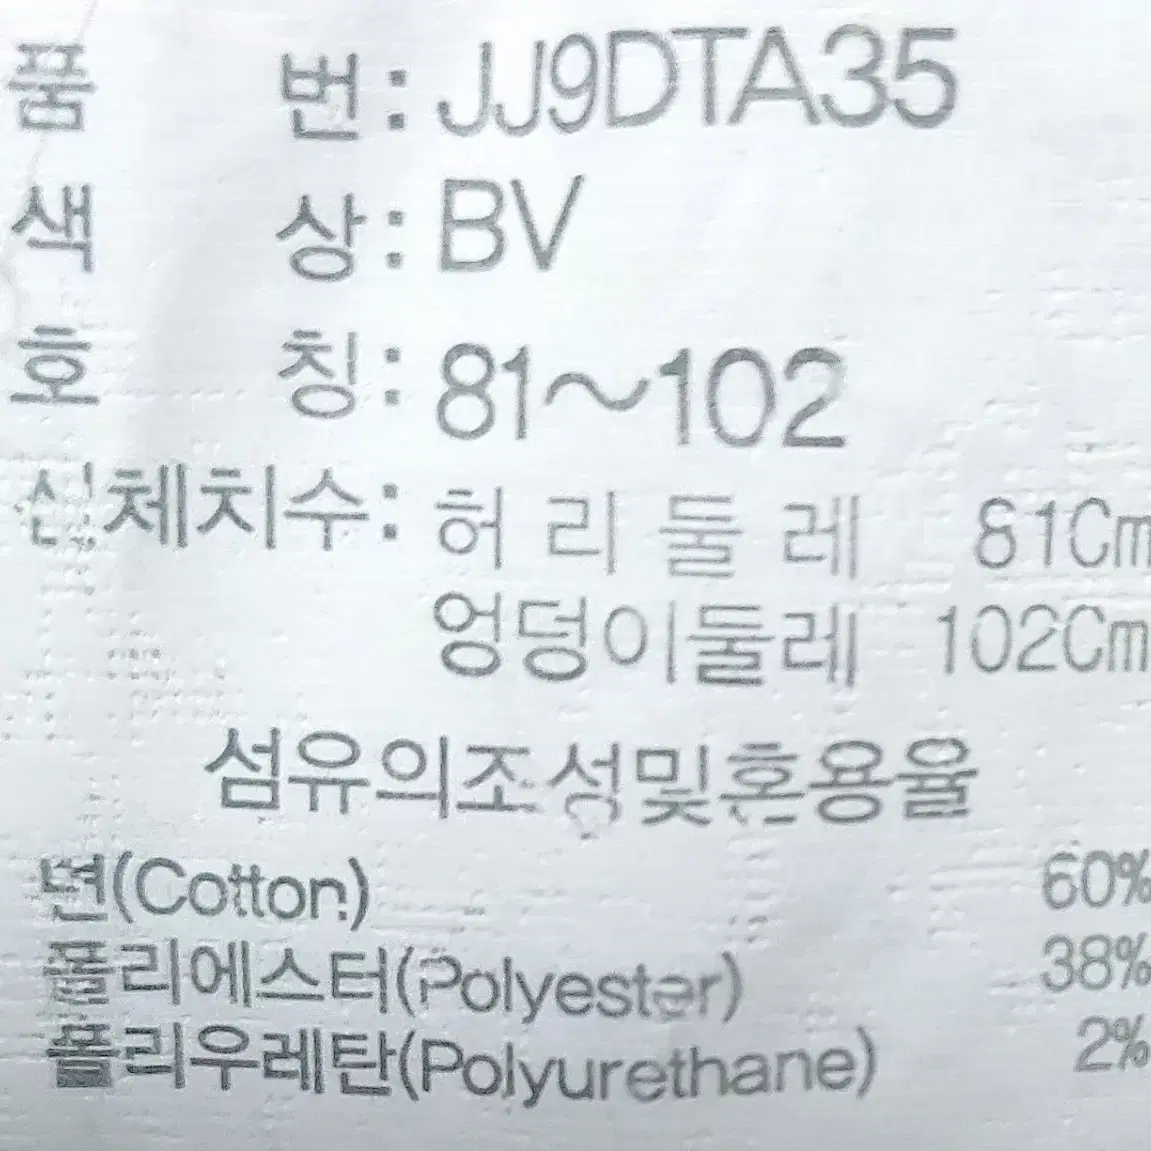 품 번 : JJ9DTA35
색 상 : BV
호 칭 : 81~102
신체치수 : 허리둘레 81Cm
엉덩이둘레 102Cm
섬유의조성및혼용율
면(Cotton) 60%
폴리에스터(Polyester) 38%
폴리우레탄(Polyurethane) 2%